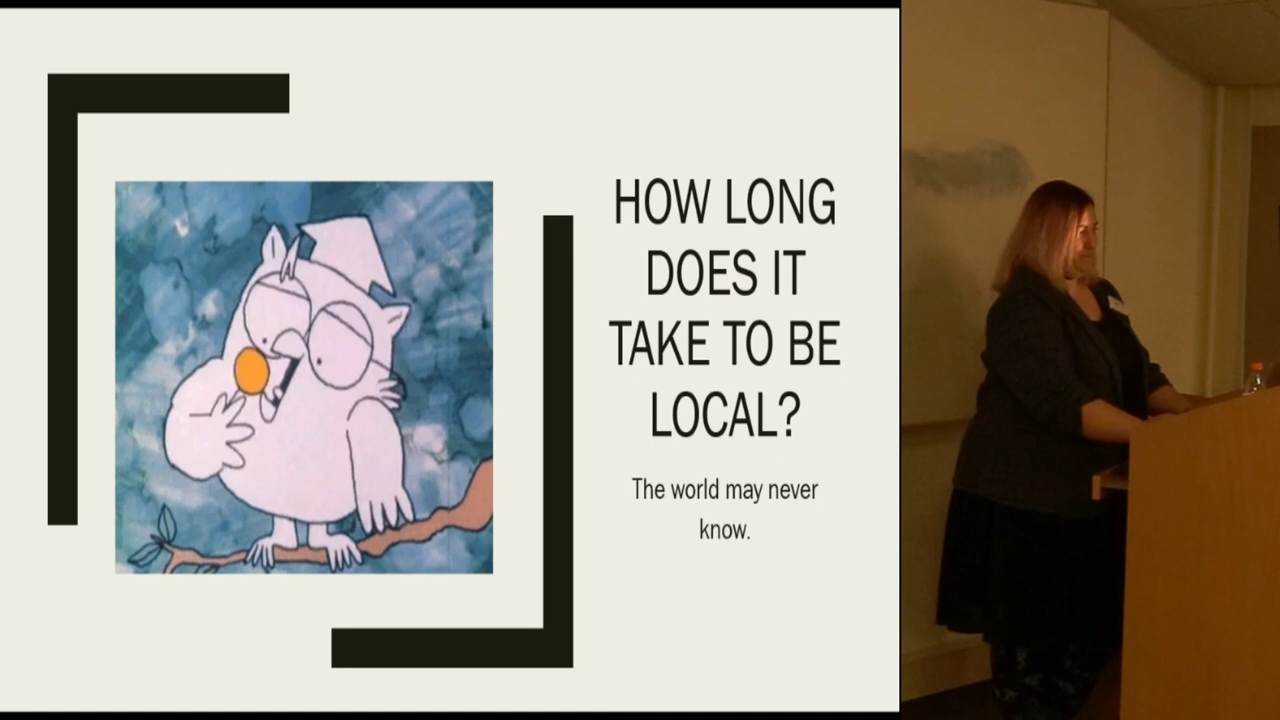 HOW LONG
DOES IT
TAKE TO BE
LOCAL?
The world may never
know.